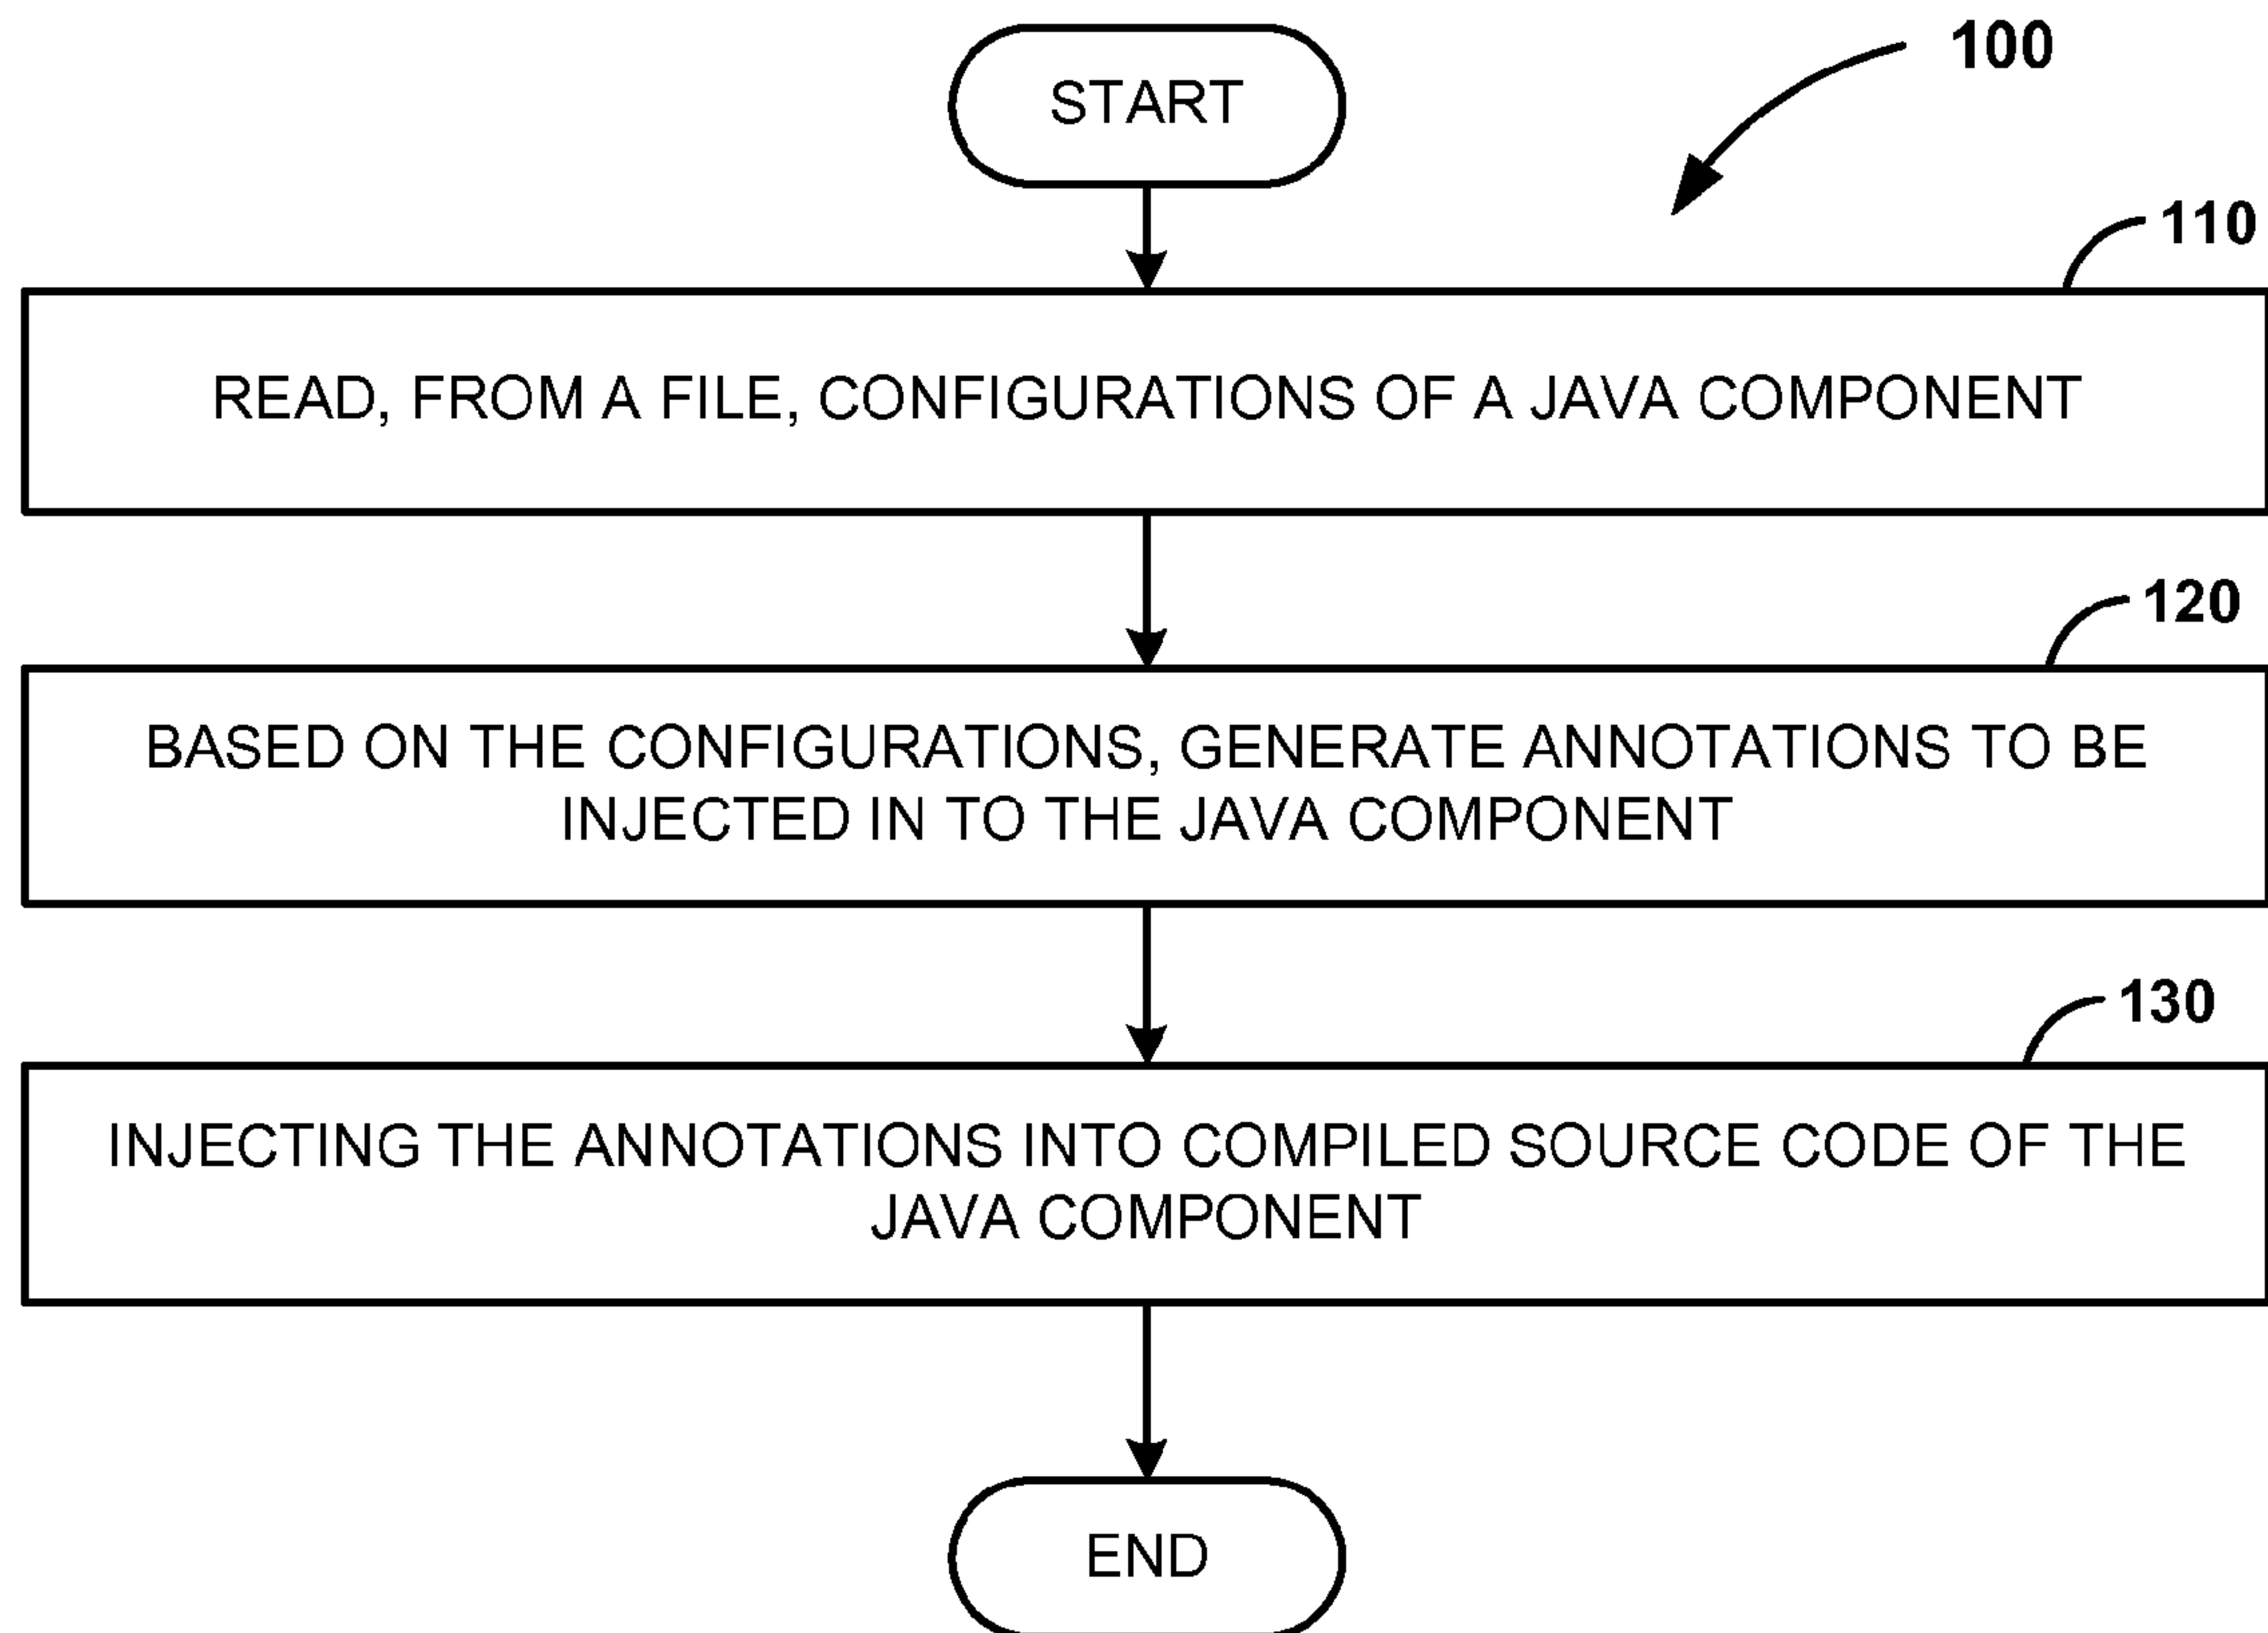 START
100
110
READ, FROM A FILE, CONFIGURATIONS OF A JAVA COMPONENT
120
BASED ON THE CONFIGURATIONS, GENERATE ANNOTATIONS TO BE
INJECTED IN TO THE JAVA COMPONENT
130
INJECTING THE ANNOTATIONS INTO COMPILED SOURCE CODE OF THE
JAVA COMPONENT
END